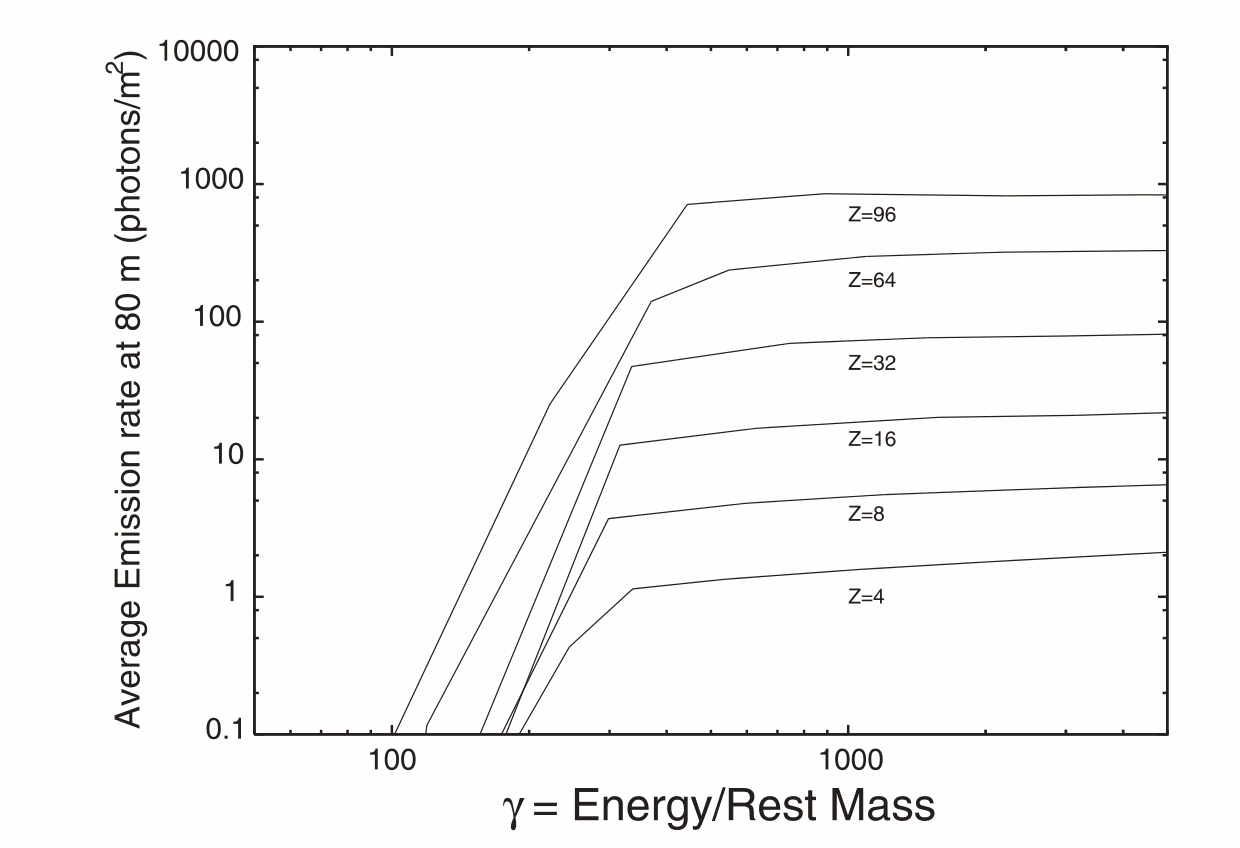 Average Emission rate at 80 m (photons/m²)
10000
1000
100
10
1
0.1
Z=96
Z=64
Z=32
Z=16
Z=8
Z=4
100 1000
γ = Energy/Rest Mass